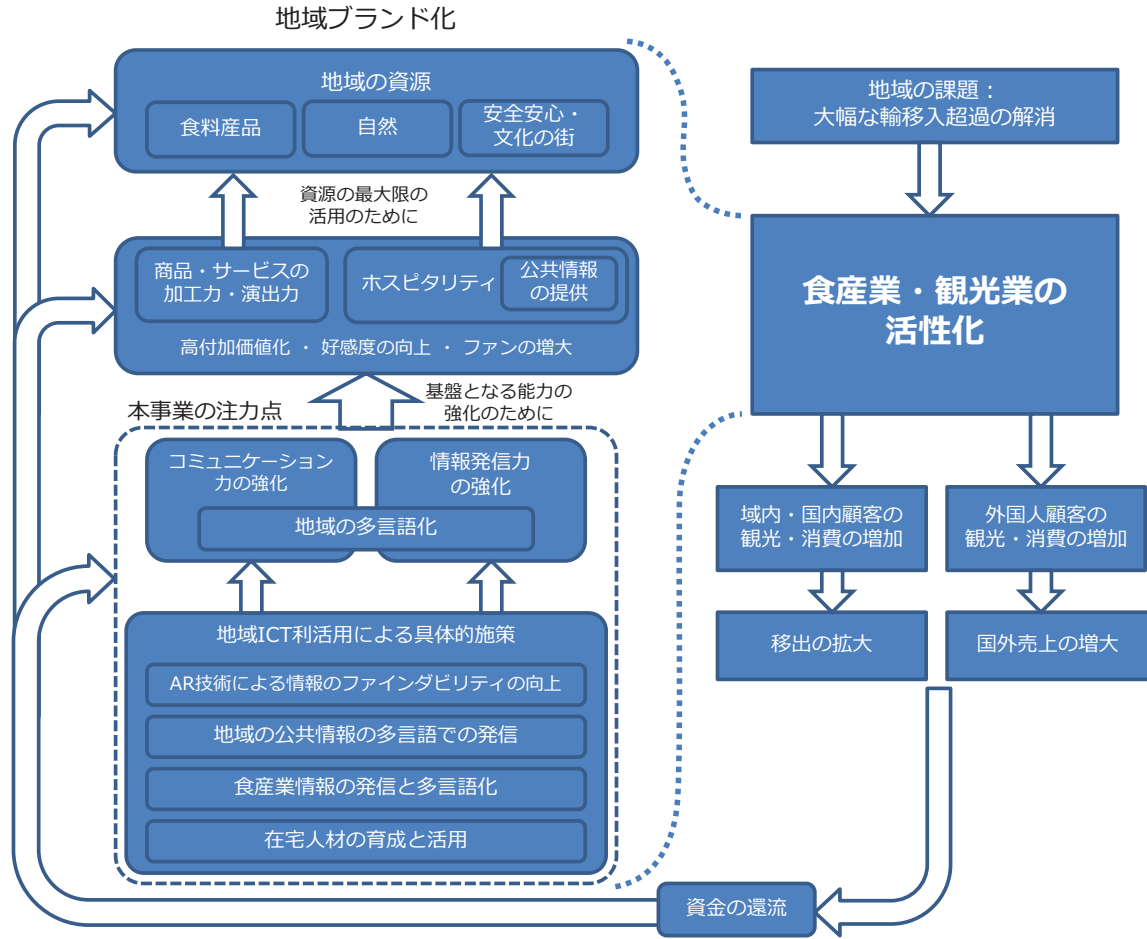 地域ブランド化
地域の資源
食料産品
自然
安全安心・
文化の街
資源の最大限の
活用のために
商品・サービスの
加工力・演出力
ホスピタリティ
公共情報
の提供
高付加価値化 ・ 好感度の向上 ・ ファンの増大
基盤となる能力の
強化のために
本事業の注力点
コミュニケーション
力の強化
情報発信力
の強化
地域の多言語化
地域ICT利活用による具体的施策
AR技術による情報のファインダビリティの向上
地域の公共情報の多言語での発信
食産業情報の発信と多言語化
在宅人材の育成と活用
地域の課題：
大幅な輸移入超過の解消
食産業・観光業の
活性化
域内・国内顧客の
観光・消費の増加
外国人顧客の
観光・消費の増加
移出の拡大
国外売上の増大
資金の還流